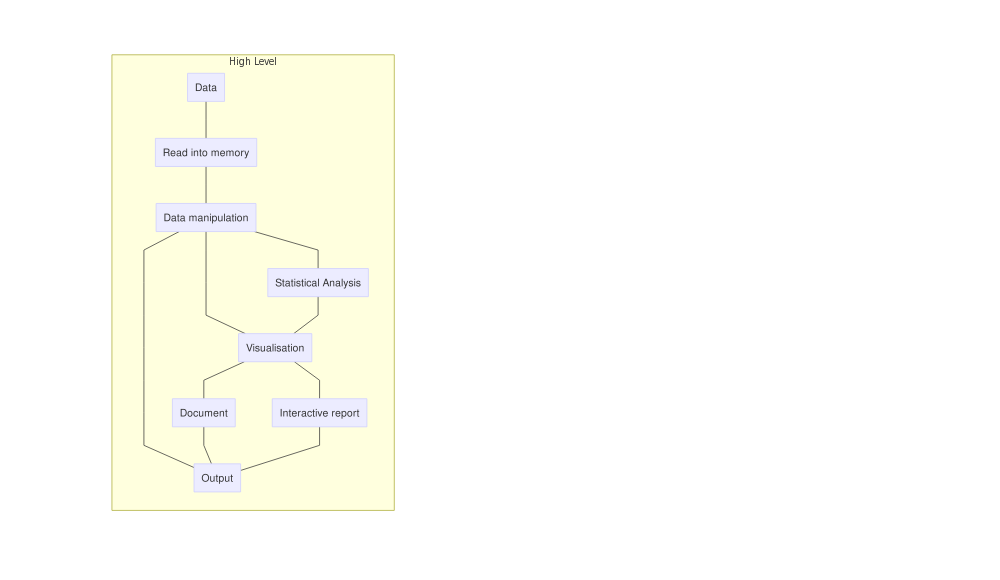 High Level
Data
Read into memory
Data manipulation
Statistical Analysis
Visualisation
Document
Interactive report
Output